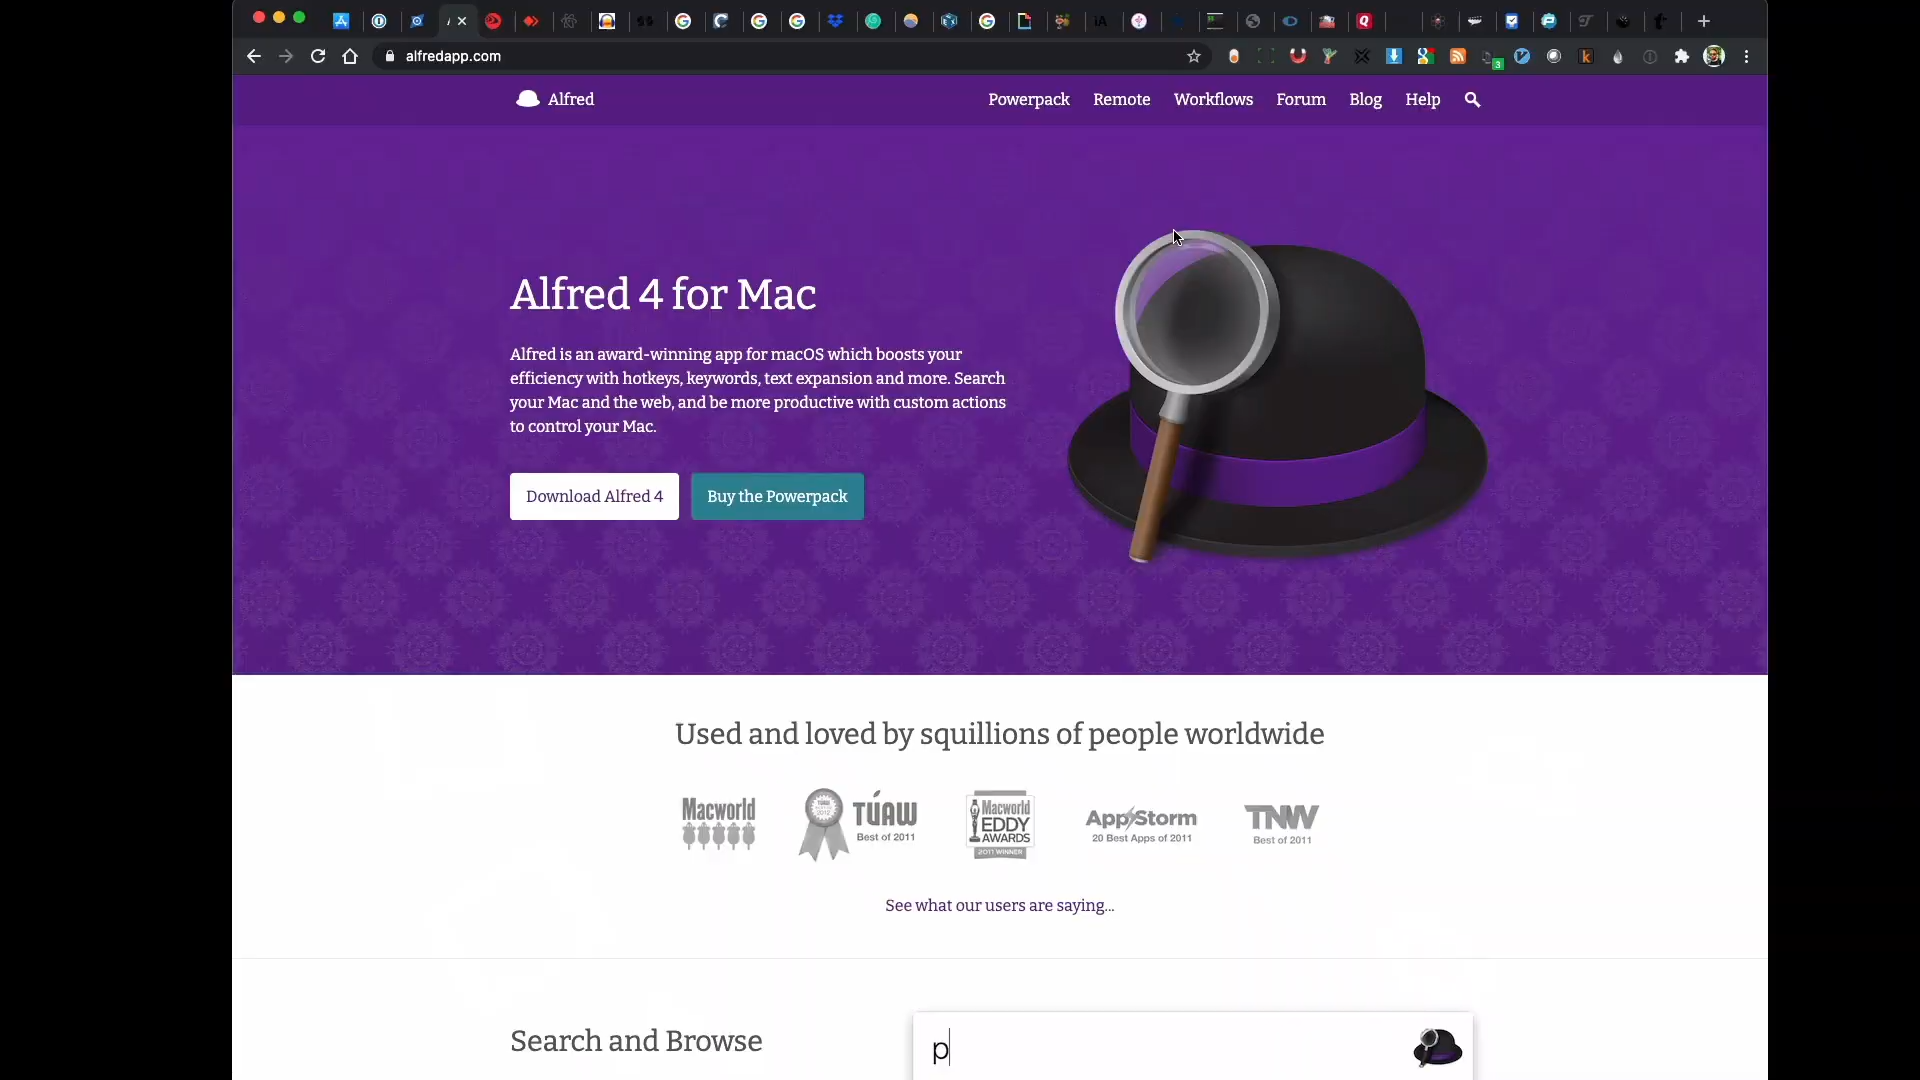 alfredapp.com
3
Alfred
Powerpack Remote Workflows Forum Blog Help
Alfred 4 for Mac
Alfred is an award-winning app for macOS which boosts your
efficiency with hotkeys, keywords, text expansion and more. Search
your Mac and the web, and be more productive with custom actions
to control your Mac.
Download Alfred 4 Buy the Powerpack
Used and loved by squillions of people worldwide
Macworld
TUAW
Best of 2011
Macworld
EDDY
AWARDS
2011 WINNER
AppStorm
20 Best Apps of 2011
TNW
Best of 2011
See what our users are saying...
Search and Browse
p